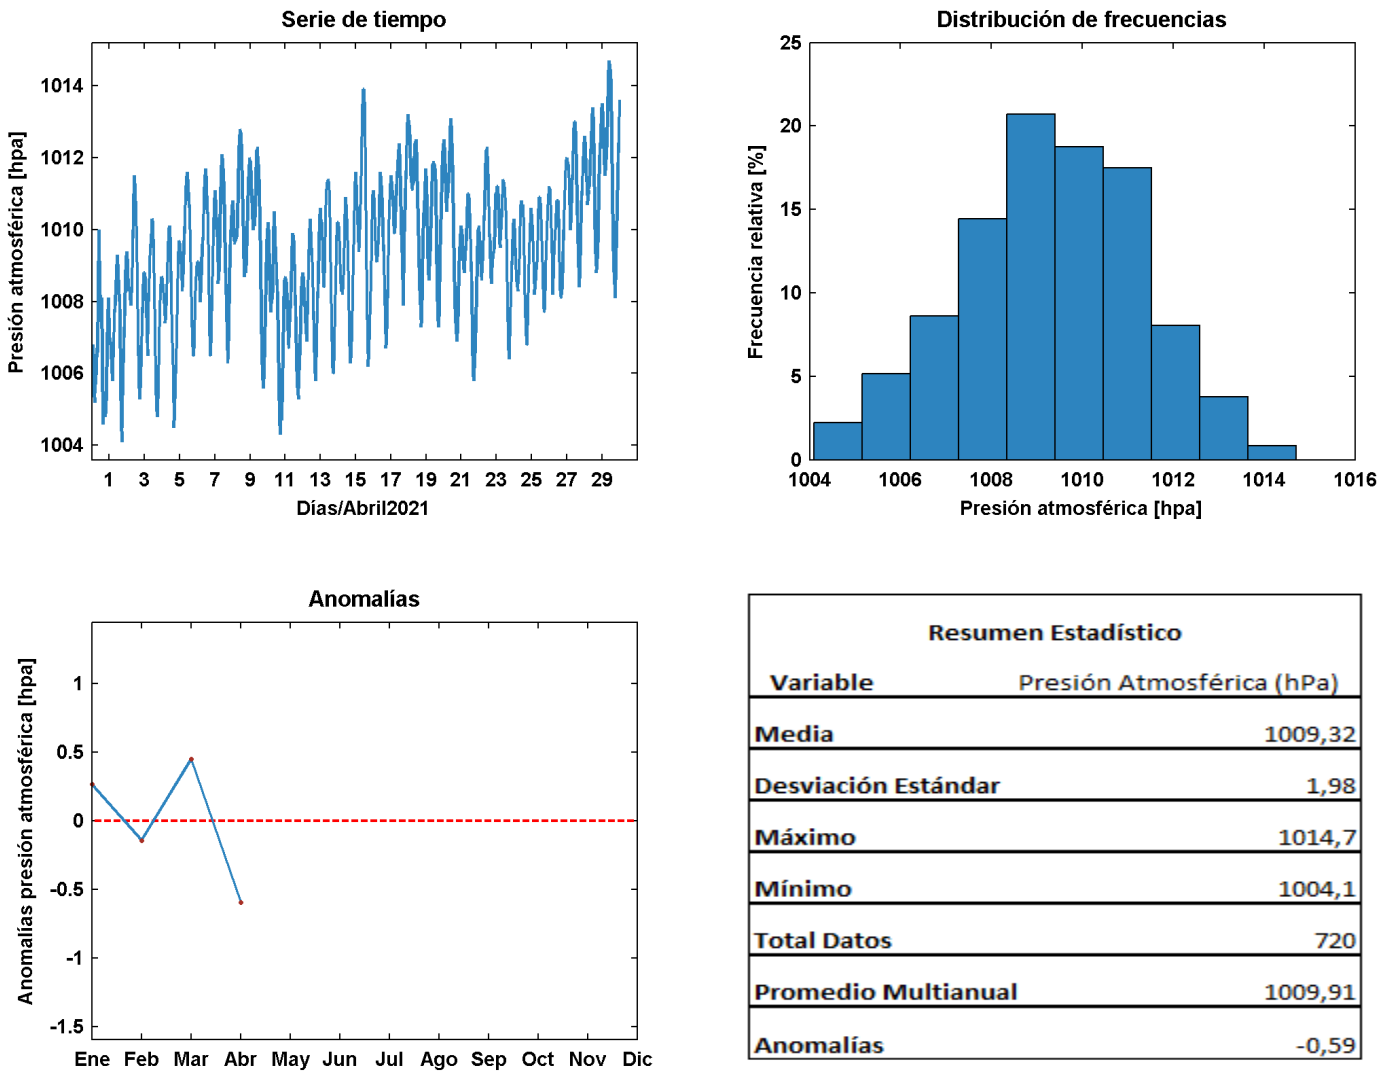 Serie de tiempo
Presión atmosférica [hpa]
1014
1012
1010
1008
1006
1004
1 3 5 7 9 11 13 15 17 19 21 23 25 27 29
Días/Abril2021
Distribución de frecuencias
Frecuencia relativa [%]
25
20
15
10
5
0
1004 1006 1008 1010 1012 1014 1016
Presión atmosférica [hpa]
Anomalías
Anomalías presión atmosférica [hpa]
1
0.5
0
-0.5
-1
-1.5
Ene Feb Mar Abr May Jun Jul Ago Sep Oct Nov Dic
Resumen Estadístico
Variable Presión Atmosférica (hPa)
Media 1009,32
Desviación Estándar 1,98
Máximo 1014,7
Mínimo 1004,1
Total Datos 720
Promedio Multianual 1009,91
Anomalías -0,59